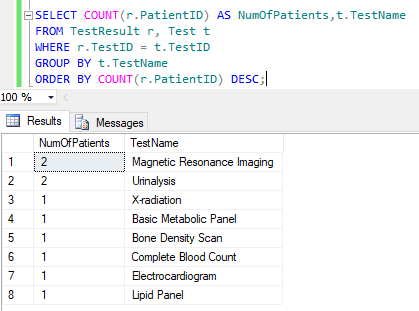 SELECT COUNT(r.PatientID) AS NumOfPatients,t.TestName
FROM TestResult r, Test t
WHERE r.TestID = t.TestID
GROUP BY t.TestName
ORDER BY COUNT(r.PatientID) DESC;
100 %
Results Messages
NumOfPatients TestName
1 2 Magnetic Resonance Imaging
2 2 Urinalysis
3 1 X-radiation
4 1 Basic Metabolic Panel
5 1 Bone Density Scan
6 1 Complete Blood Count
7 1 Electrocardiogram
8 1 Lipid Panel